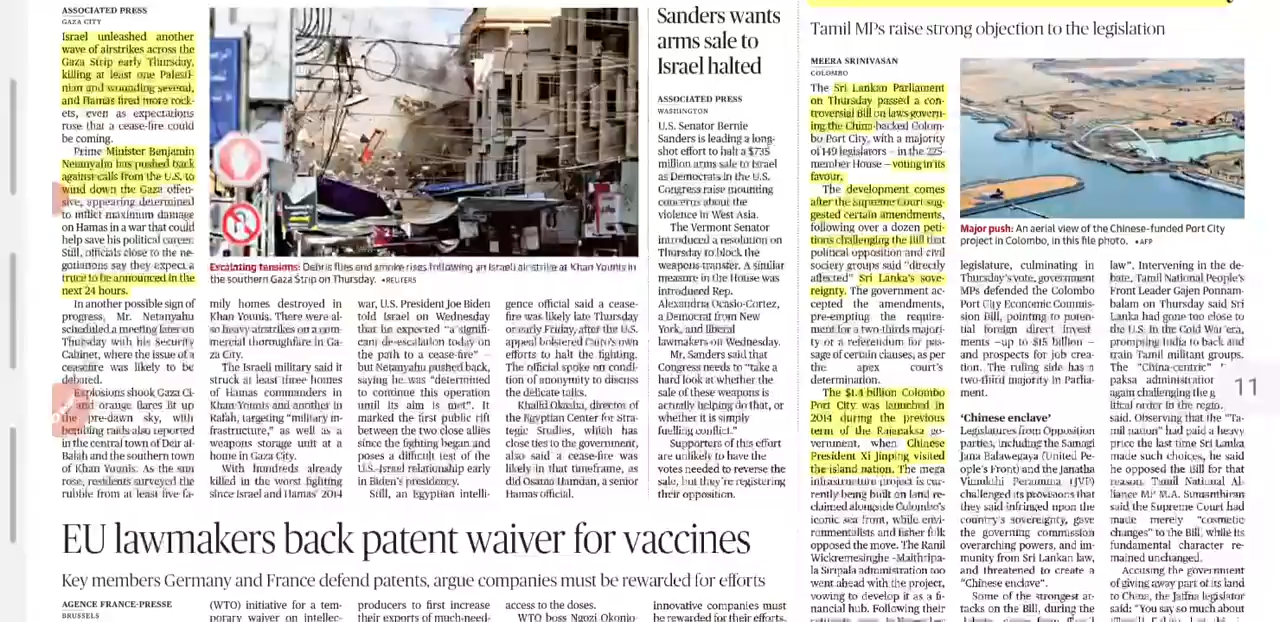 ASSOCIATED PRESS
GAZA CITY
Israel unleashed another
wave of airstrikes across the
Gaza Strip early Thursday,
killing at least one Palesti-
nian and wounding several,
and Hamas fired more rock-
ets, even as expectations
rose that a cease-fire could
be coming.
Prime Minister Benjamin
Netanyahu has pushed back
against calls from the U.S. to
wind down the Gaza offen-
sive, appearing determined
to inflict maximum damage
on Hamas in a war that could
help save his political career.
Still, officials close to the ne-
gotiations say they expect a
truce to be announced in the
next 24 hours.
In another possible sign of
progress, Mr. Netanyahu
scheduled a meeting later on
Thursday with his Security
Cabinet, where the issue of a
ceasefire was likely to be
debated.
Explosions shook Gaza Ci-
and orange flares lit up
the pre-dawn sky, with
bombing raids also reported
in the central town of Deir al-
Balah and the southern town
of Khan Younis. As the sun
rose, residents surveyed the
rubble from at least five fa-
Escalating tensions: Debris flies and smoke rises following an Israeli air strike at Khan Younis in
the southern Gaza Strip on Thursday. •REUTERS
mily homes destroyed in
Khan Younis. There were al-
so heavy airstrikes on a com-
mercial thoroughfare in Ga-
za City.
The Israeli military said it
struck at least three homes
of Hamas commanders in
Khan Younis and another in
Rafah, targeting "military in-
frastructure," as well as a
weapons storage unit at a
home in Gaza City.
With hundreds already
killed in the worst fighting
since Israel and Hamas' 2014
war, U.S. President Joe Biden
told Israel on Wednesday
that he expected "a signifi-
cant de-escalation today on
the path to a cease-fire" –
but Netanyahu pushed back,
saying he was "determined
to continue this operation
until its aim is met". It
marked the first public rift
between the two close allies
since the fighting began and
poses a difficult test of the
U.S.-Israel relationship early
in Biden's presidency.
Still, an Egyptian intelli-
gence official said a cease-
fire was likely late Thursday
or early Friday, after the U.S.
appeal bolstered Cairo's own
efforts to halt the fighting.
The official spoke on condi-
tion of anonymity to discuss
the delicate talks.
Khalid Okasha, director of
the Egyptian Center for Stra-
tegic Studies, which has
close ties to the government,
also said a cease-fire was
likely in that timeframe, as
did Osama Hamdan, a senior
Hamas official.
Sanders wants
arms sale to
Israel halted
ASSOCIATED PRESS
WASHINGTON
U.S. Senator Bernie
Sanders is leading a long-
shot effort to halt a $735
million arms sale to Israel
as Democrats in the U.S.
Congress raise mounting
concerns about the
violence in West Asia.
The Vermont Senator
introduced a resolution on
Thursday to block the
weapons transfer. A similar
measure in the House was
introduced Rep.
Alexandria Ocasio-Cortez,
a Democrat from New
York, and liberal
lawmakers on Wednesday.
Mr. Sanders said that
Congress needs to "take a
hard look at whether the
sale of these weapons is
actually helping do that, or
whether it is simply
fuelling conflict."
Supporters of this effort
are unlikely to have the
votes needed to reverse the
sale, but they're registering
their opposition.
Tamil MPs raise strong objection to the legislation
MEERA SRINIVASAN
COLOMBO
The Sri Lankan Parliament
on Thursday passed a con-
troversial Bill on laws govern-
ing the China-backed Colom-
bo Port City, with a majority
of 149 legislators – in the 225-
member House – voting in its
favour.
The development comes
after the Supreme Court sug-
gested certain amendments,
following over a dozen peti-
tions challenging the Bill that
political opposition and civil
society groups said "directly
affected" Sri Lanka's sove-
reignty. The government ac-
cepted the amendments,
pre-empting the require-
ment for a two-thirds majori-
ty or a referendum for pas-
sage of certain clauses, as per
the apex court's
determination.
The $1.4 billion Colombo
Port City was launched in
2014 during the previous
term of the Rajapaksa go-
vernment, when Chinese
President Xi Jinping visited
the island nation. The mega
infrastructure project is cur-
rently being built on land re-
claimed alongside Colombo's
iconic sea front, while envi-
ronmentalists and fisher folk
opposed the move. The Ranil
Wickremesinghe -Maithripa-
la Sirisena administration too
went ahead with the project,
vowing to develop it as a fi-
nancial hub. Following their
Major push: An aerial view of the Chinese-funded Port City
project in Colombo, in this file photo. •AFP
legislature, culminating in
Thursday's vote, government
MPs defended the Colombo
Port City Economic Commis-
sion Bill, pointing to poten-
tial foreign direct invest
ments –up to $15 billion –
and prospects for job crea-
tion. The ruling side has a
two-third majority in Parlia-
ment.
'Chinese enclave'
Legislators from Opposition
parties, including the Samagi
Jana Balawegaya (United Pe-
ople's Front) and the Janatha
Vimukthi Peramuna (JVP)
challenged its provisions that
they said infringed upon the
country's sovereignty, gave
the governing commission
overarching powers, and im-
munity from Sri Lankan law,
and threatened to create a
"Chinese enclave".
Some of the strongest at-
tacks on the Bill, during the
law". Intervening in the de-
bate, Tamil National People's
Front Leader Gajen Ponnam-
balam on Thursday said Sri
Lanka had gone too close to
the U.S. in the Cold War era,
prompting India to back and
train Tamil militant groups.
The "China-centric"
paksa administration
again challenging the g
itical order in the
said. Observing that the "Ta-
mil nation" had paid a heavy
price the last time Sri Lanka
made such choices, he said
he opposed the Bill for that
reason. Tamil National Al-
liance MP M.A. Sumanthiran
said the Supreme Court had
made merely "cosmetic
changes" to the Bill, while its
fundamental character re-
mained unchanged.
Accusing the government
of giving away part of its land
to China, the Jaffna legislator
said: "You say so much about
11
EU lawmakers back patent waiver for vaccines
Key members Germany and France defend patents, argue companies must be rewarded for efforts
AGENCE FRANCE-PRESSE
BRUSSELS
(WTO) initiative for a tem-
porary waiver on intellec-
producers to first increase
their exports of much-need-
access to the doses.
WTO boss Ngozi Okonjo-
innovative companies must
be rewarded for their efforts.